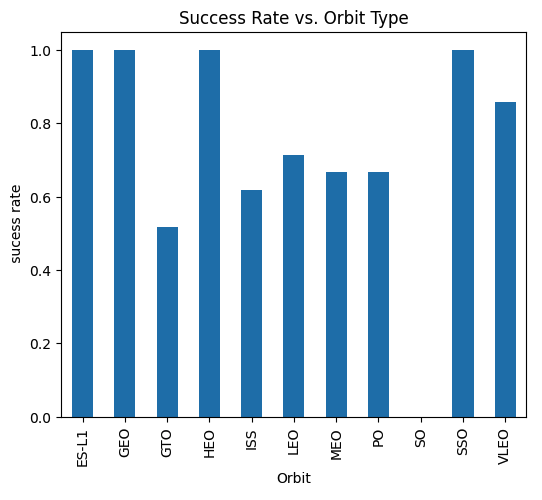 Success Rate vs. Orbit Type
sucess rate
1.0
0.8
0.6
0.4
0.2
0.0
ES-L1
GEO
GTO
HEO
ISS
LEO
MEO
PO
SO
SSO
VLEO
Orbit